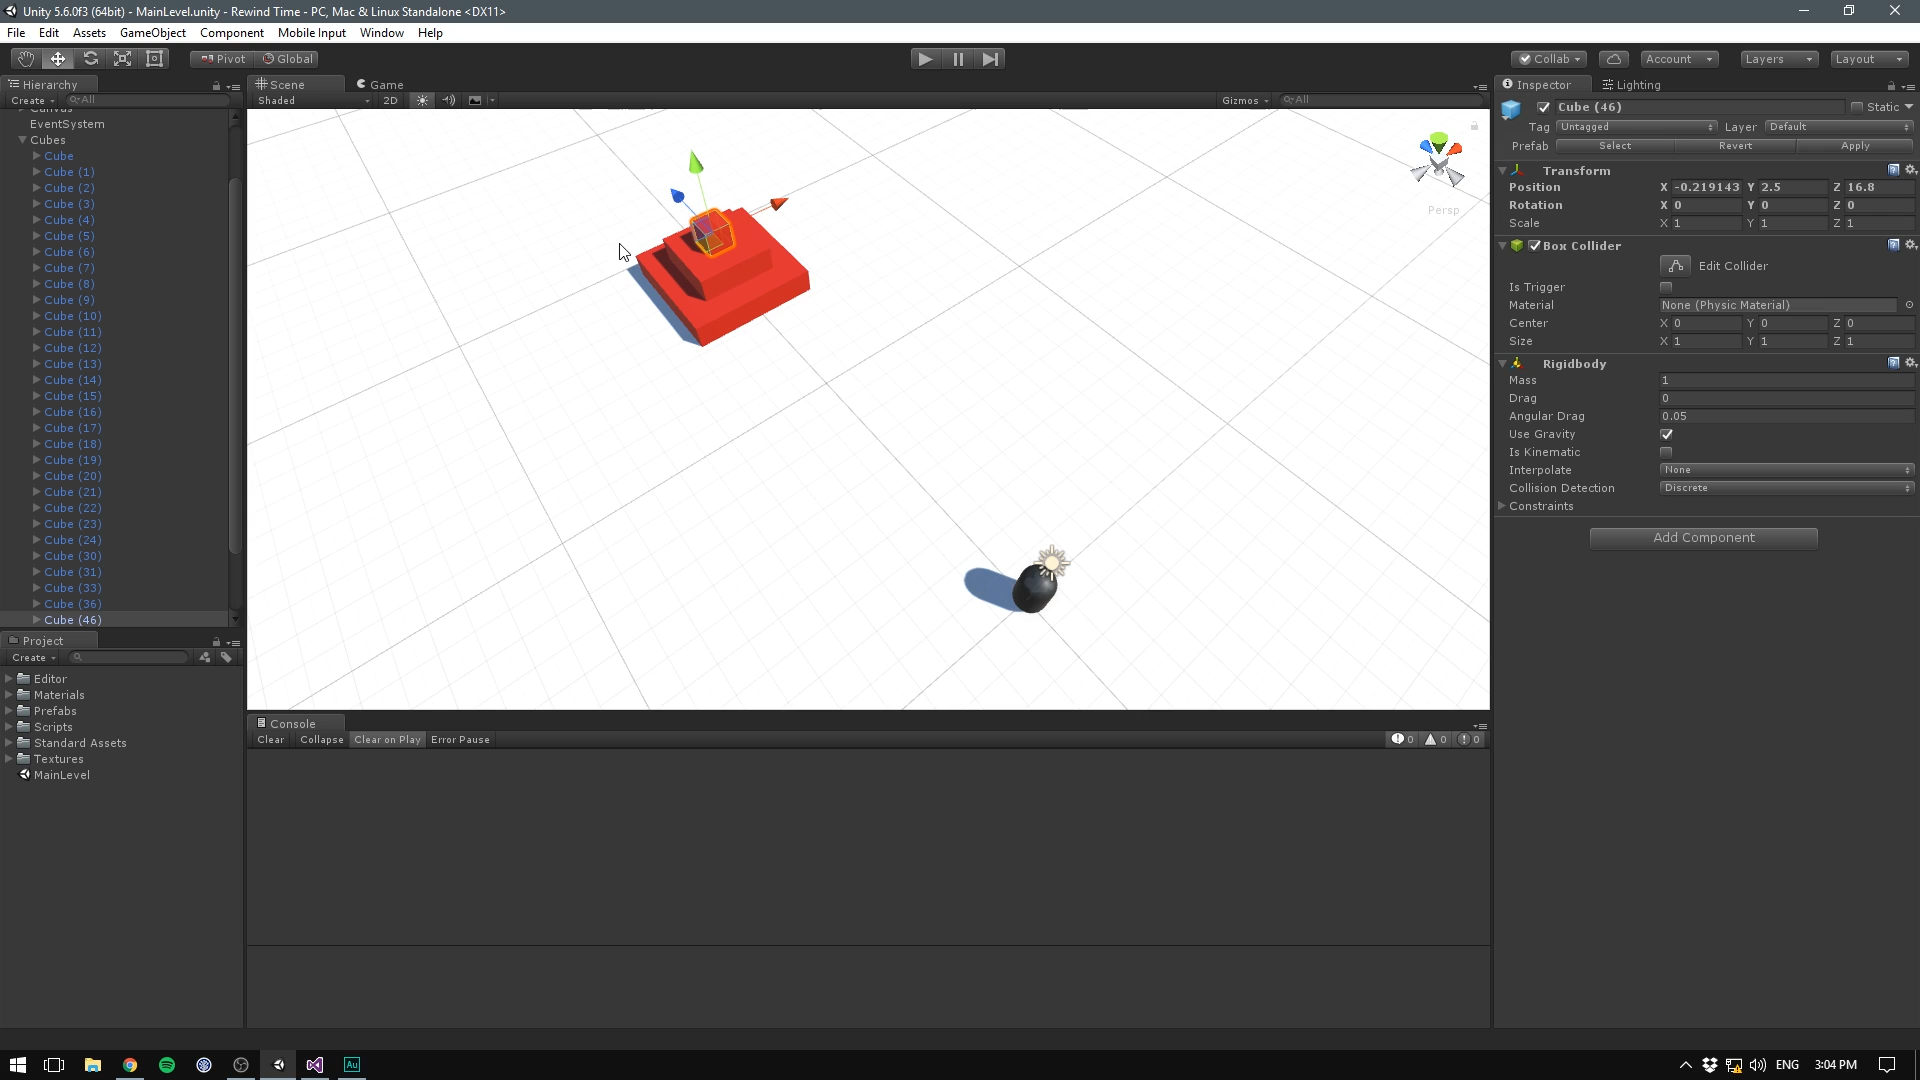 Unity 5.6.0f3 (64bit) - MainLevel.unity - Rewind Time - PC, Mac & Linux Standalone <DX11>
File Edit Assets GameObject Component Mobile Input Window Help
Pivot Global Collab Account Layers Layout
Hierarchy
Create All
Canvas
EventSystem
Cubes
Cube
Cube (1)
Cube (2)
Cube (3)
Cube (4)
Cube (5)
Cube (6)
Cube (7)
Cube (8)
Cube (9)
Cube (10)
Cube (11)
Cube (12)
Cube (13)
Cube (14)
Cube (15)
Cube (16)
Cube (17)
Cube (18)
Cube (19)
Cube (20)
Cube (21)
Cube (22)
Cube (23)
Cube (24)
Cube (30)
Cube (31)
Cube (33)
Cube (36)
Cube (46)
Project
Create
Editor
Materials
Prefabs
Scripts
Standard Assets
Textures
MainLevel
Scene Game
Shaded 2D Gizmos All
Persp
Console
Clear Collapse Clear on Play Error Pause 0 0 0
Inspector Lighting
Cube (46) Static
Tag Untagged Layer Default
Prefab Select Revert Apply
Transform
Position X -0.219143 Y 2.5 Z 16.8
Rotation X 0 Y 0 Z 0
Scale X 1 Y 1 Z 1
Box Collider
Edit Collider
Is Trigger
Material None (Physic Material)
Center X 0 Y 0 Z 0
Size X 1 Y 1 Z 1
Rigidbody
Mass 1
Drag 0
Angular Drag 0.05
Use Gravity
Is Kinematic
Interpolate None
Collision Detection Discrete
Constraints
Add Component
Au ENG 3:04 PM